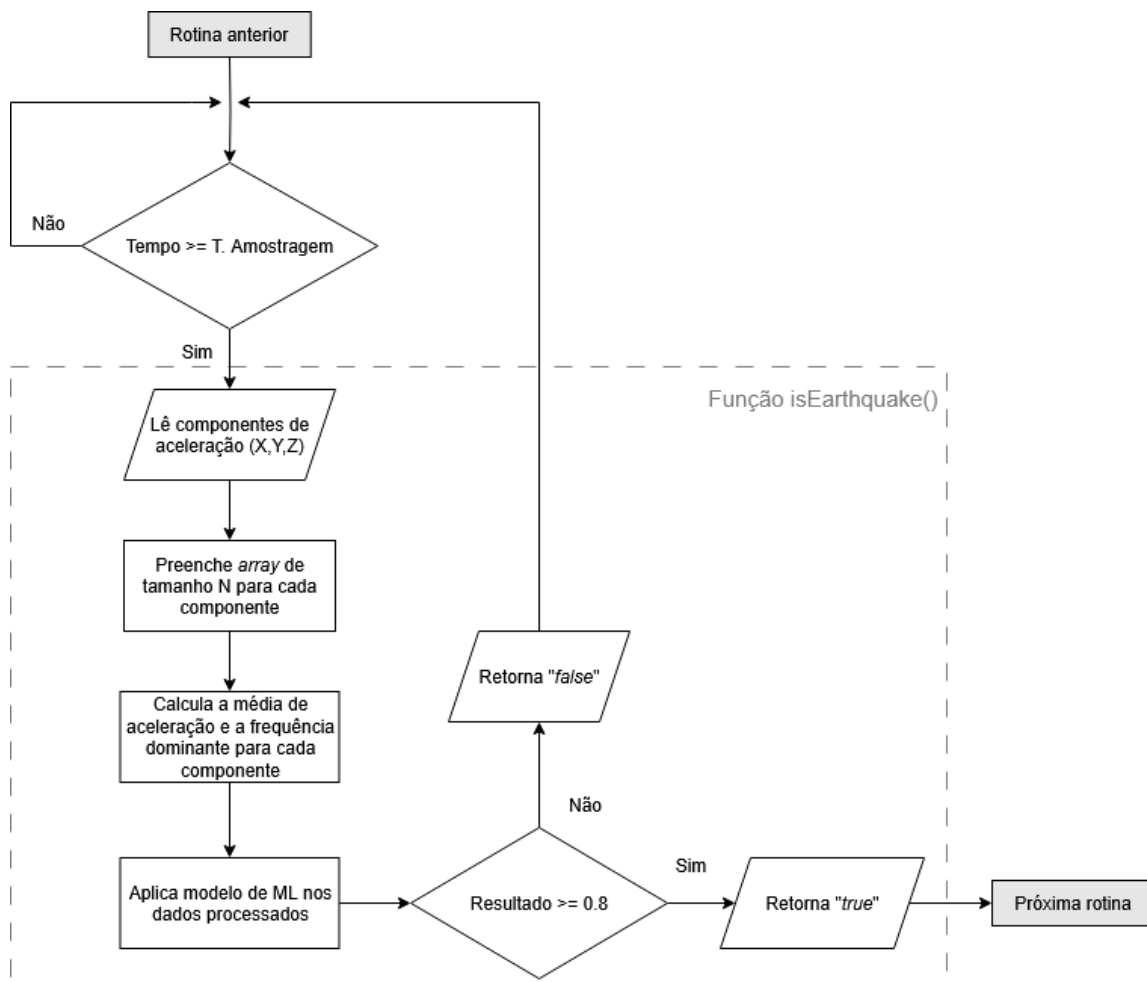 Rotina anterior
Não
Tempo >= T. Amostragem
Sim
Função isEarthquake()
Lê componentes de
aceleração (X,Y,Z)
Preenche array de
tamanho N para cada
componente
Retorna "false"
Calcula a média de
aceleração e a frequência
dominante para cada
componente
Não
Aplica modelo de ML nos
dados processados
Resultado >= 0.8
Sim
Retorna "true"
Próxima rotina